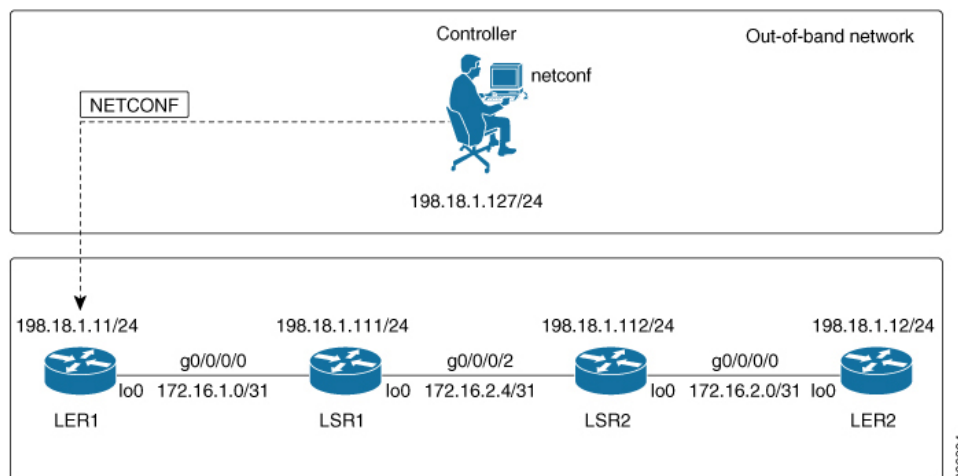 Controller
Out-of-band network
netconf
NETCONF
198.18.1.127/24
198.18.1.11/24
198.18.1.111/24
198.18.1.112/24
198.18.1.12/24
g0/0/0/0
g0/0/0/2
g0/0/0/0
lo0 172.16.1.0/31
lo0 172.16.2.4/31
lo0 172.16.2.0/31 lo0
LER1
LSR1
LSR2
LER2